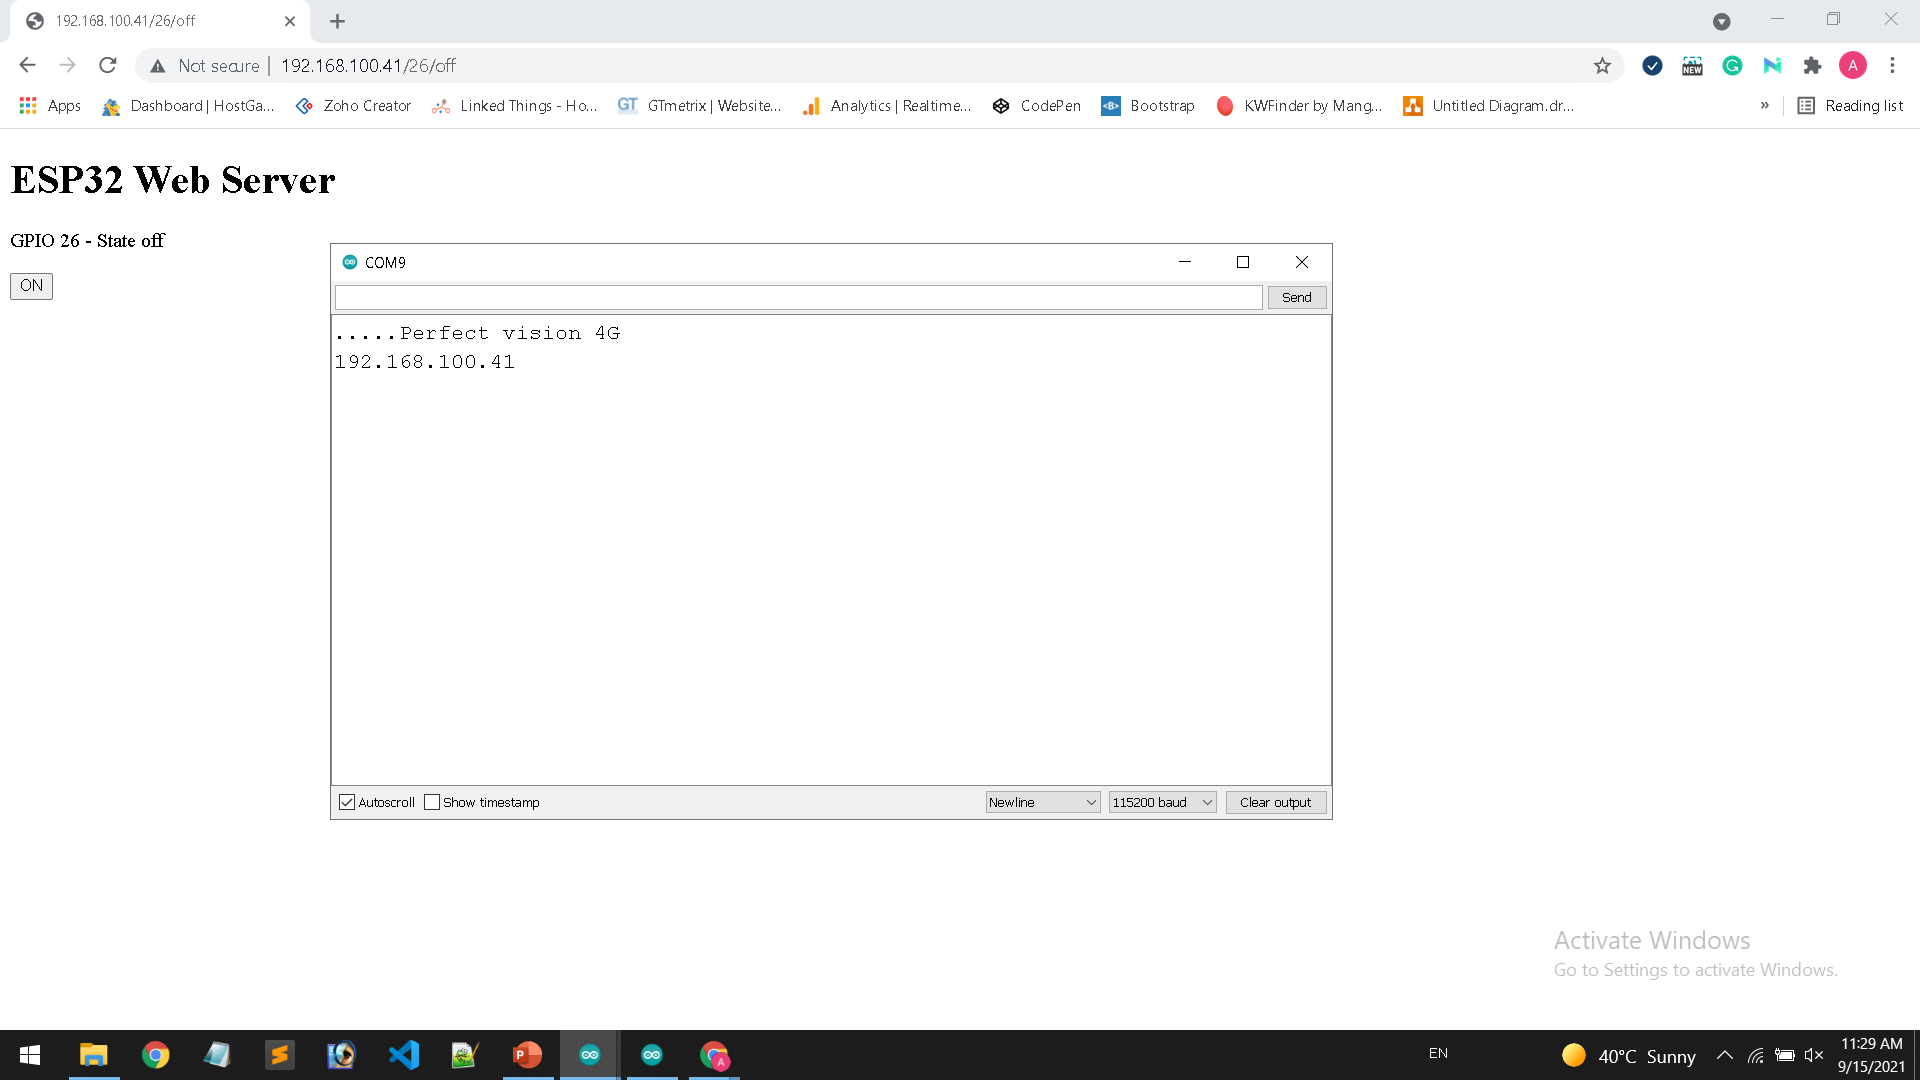 192.168.100.41/26/off
Not secure | 192.168.100.41/26/off
Apps Dashboard | HostGa... Zoho Creator Linked Things - Ho... GT GTmetrix | Website... Analytics | Realtime... CodePen <B> Bootstrap KWFinder by Mang... Untitled Diagram.dr... » Reading list
NEW
A
ESP32 Web Server
GPIO 26 - State off
ON
COM9
Send
.....Perfect vision 4G
192.168.100.41
Autoscroll Show timestamp Newline 115200 baud Clear output
Activate Windows
Go to Settings to activate Windows.
P
A
EN
40°C Sunny
11:29 AM
9/15/2021